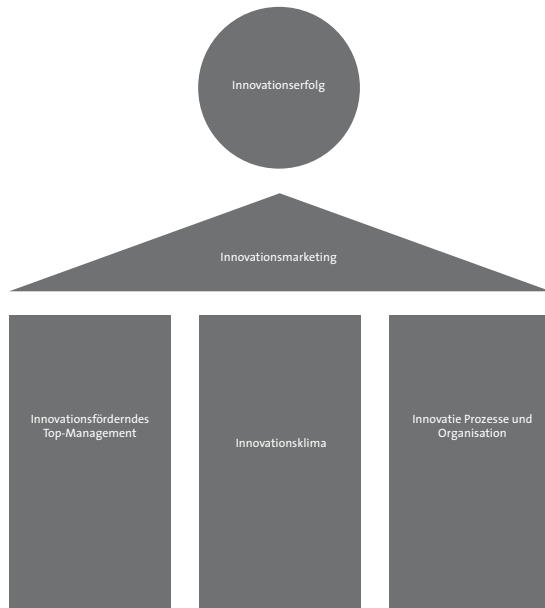 Innovationserfolg
Innovationsmarketing
Innovationsförderndes
Top-Management
Innovationsklima
Innovatie Prozesse und
Organisation